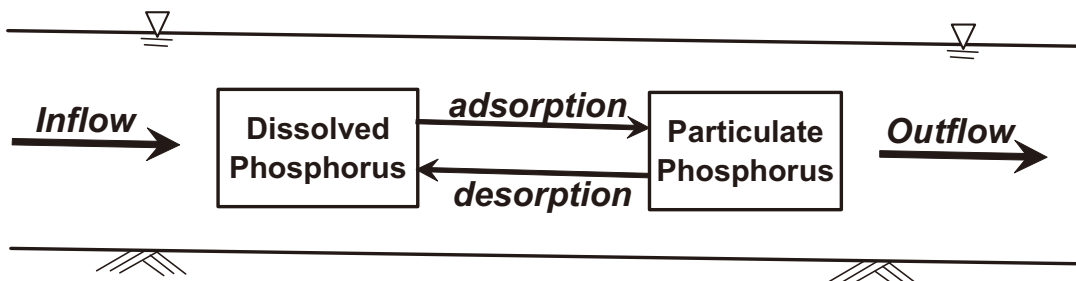 Inflow
Dissolved
Phosphorus
adsorption
desorption
Particulate
Phosphorus
Outflow